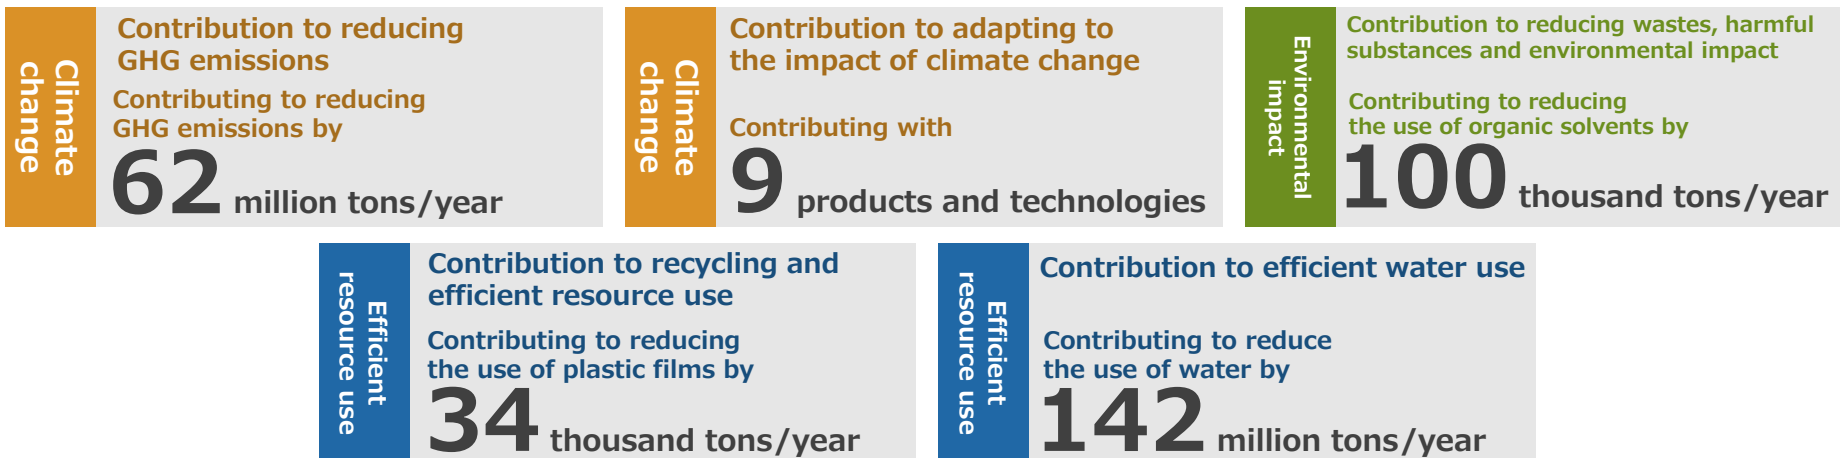 Climate
change
Contribution to reducing
GHG emissions
Contributing to reducing
GHG emissions by
62 million tons/year
Climate
change
Contribution to adapting to
the impact of climate change
Contributing with
9 products and technologies
Environmental
impact
Contribution to reducing wastes, harmful
substances and environmental impact
Contributing to reducing
the use of organic solvents by
100 thousand tons/year
Efficient
resource use
Contribution to recycling and
efficient resource use
Contributing to reducing
the use of plastic films by
34 thousand tons/year
Efficient
resource use
Contribution to efficient water use
Contributing to reduce
the use of water by
142 million tons/year